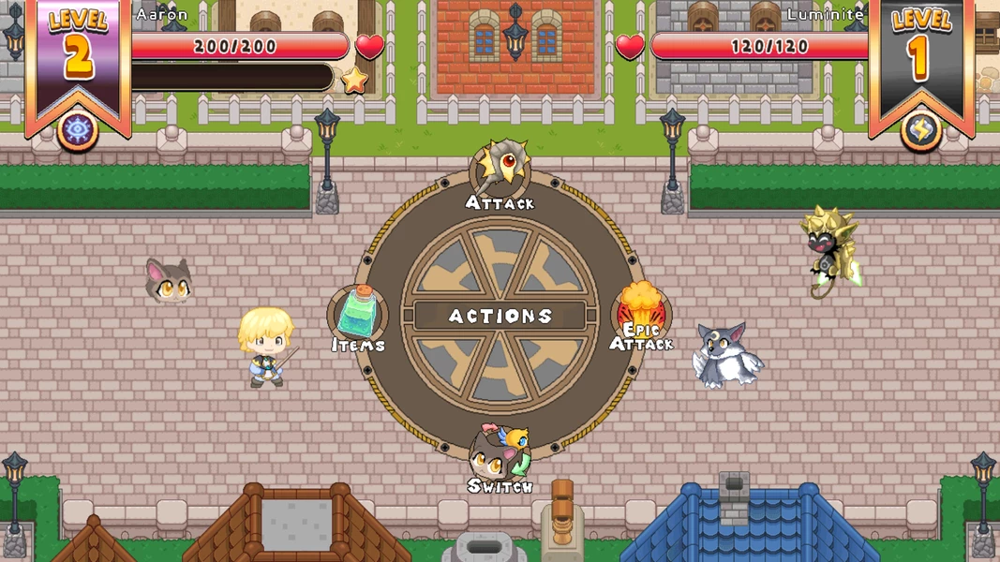 LEVEL
2
Aaron
200/200
Luminite
120/120
LEVEL
1
ATTACK
ITEMS
ACTIONS
EPIC
ATTACK
SWITCH